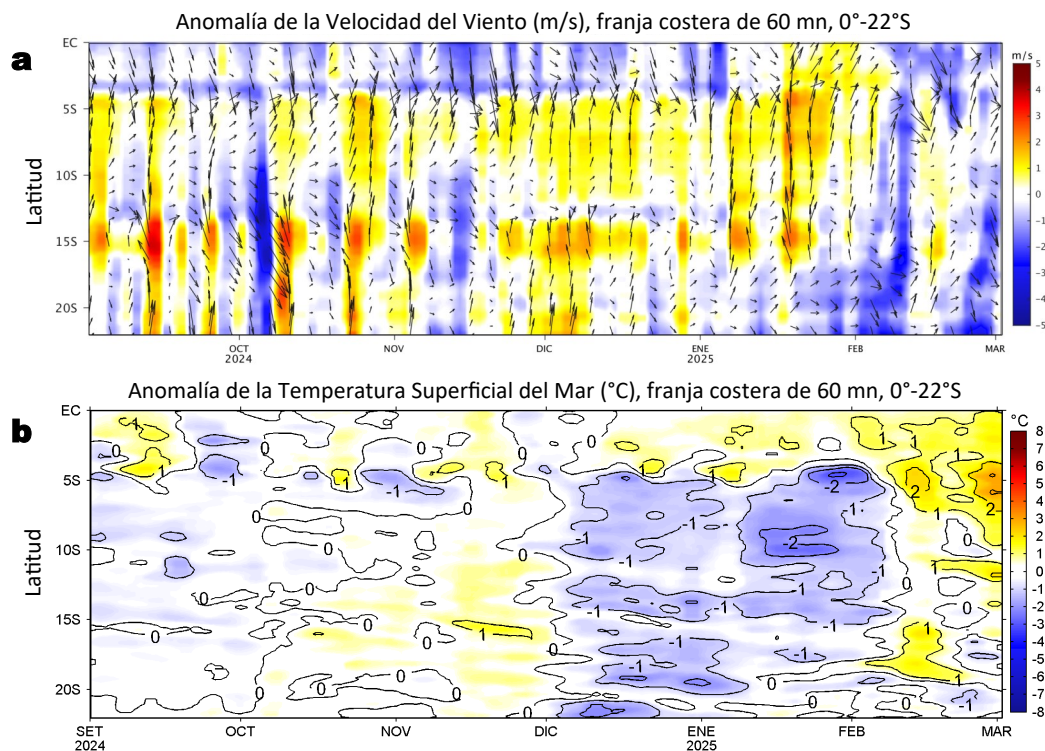 Anomalía de la Velocidad del Viento (m/s), franja costera de 60 mn, 0°-22°S
a
Latitud
EC
5S
10S
15S
20S
OCT
2024
NOV
DIC
ENE
2025
FEB
MAR
m/s
5
4
3
2
1
0
-1
-2
-3
-4
-5
Anomalía de la Temperatura Superficial del Mar (°C), franja costera de 60 mn, 0°-22°S
b
Latitud
EC
5S
10S
15S
20S
SET
2024
OCT
NOV
DIC
ENE
2025
FEB
MAR
°C
8
7
6
5
4
3
2
1
0
-1
-2
-3
-4
-5
-6
-7
-8